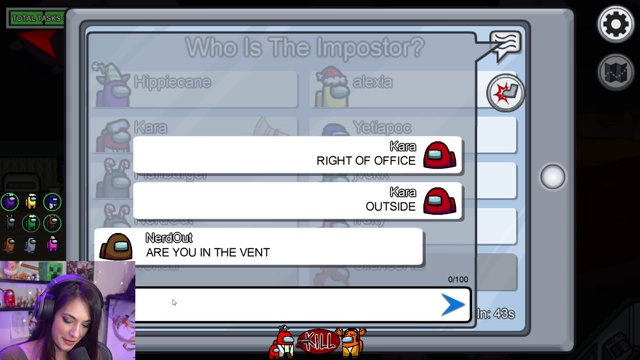 TOTAL TASKS
Who Is The Impostor?
Hippiecane
alexia
Kara
Yetiapoc
Kara
RIGHT OF OFFICE
Kara
OUTSIDE
NerdOut
ARE YOU IN THE VENT
0/100
In: 43s
KILL